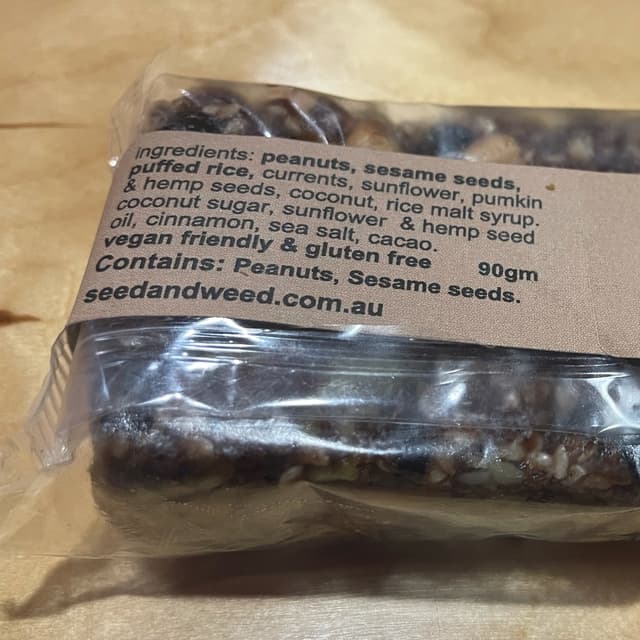 ingredients: peanuts, sesame seeds,
puffed rice, currents, sunflower, pumkin
& hemp seeds, coconut, rice malt syrup.
coconut sugar, sunflower & hemp seed
oil, cinnamon, sea salt, cacao.
vegan friendly & gluten free 90gm
Contains: Peanuts, Sesame seeds.
seedandweed.com.au